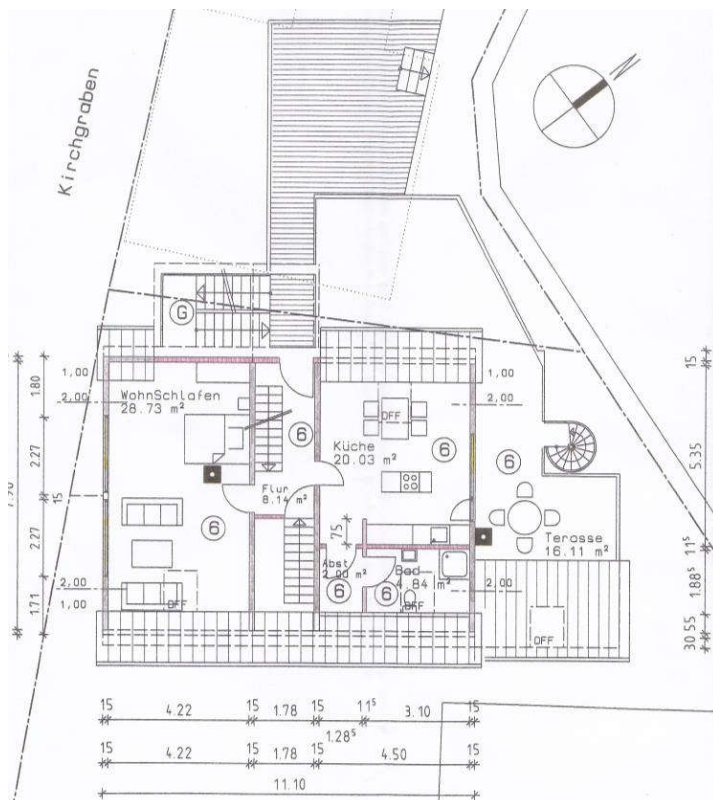 Kirchgraben
N
G
1,00
2,00
WohnSchlafen
28.73 m²
6
Flur
8.14 m²
6
DFF
Küche
20.03 m²
6
1,00
2,00
6
Terasse
16.11 m²
75
Abst
2.00 m²
6
Bad
4.84 m²
6
DFF
2,00
1,00
DFF
2,00
DFF
7.90
1.80
2.27
15
2.27
1.71
15
5.35
11⁵
1.88⁵
30 55
15 4.22 15 1.78 15 11⁵ 3.10 15
1.28⁵
15 4.22 15 1.78 15 4.50 15
11.10